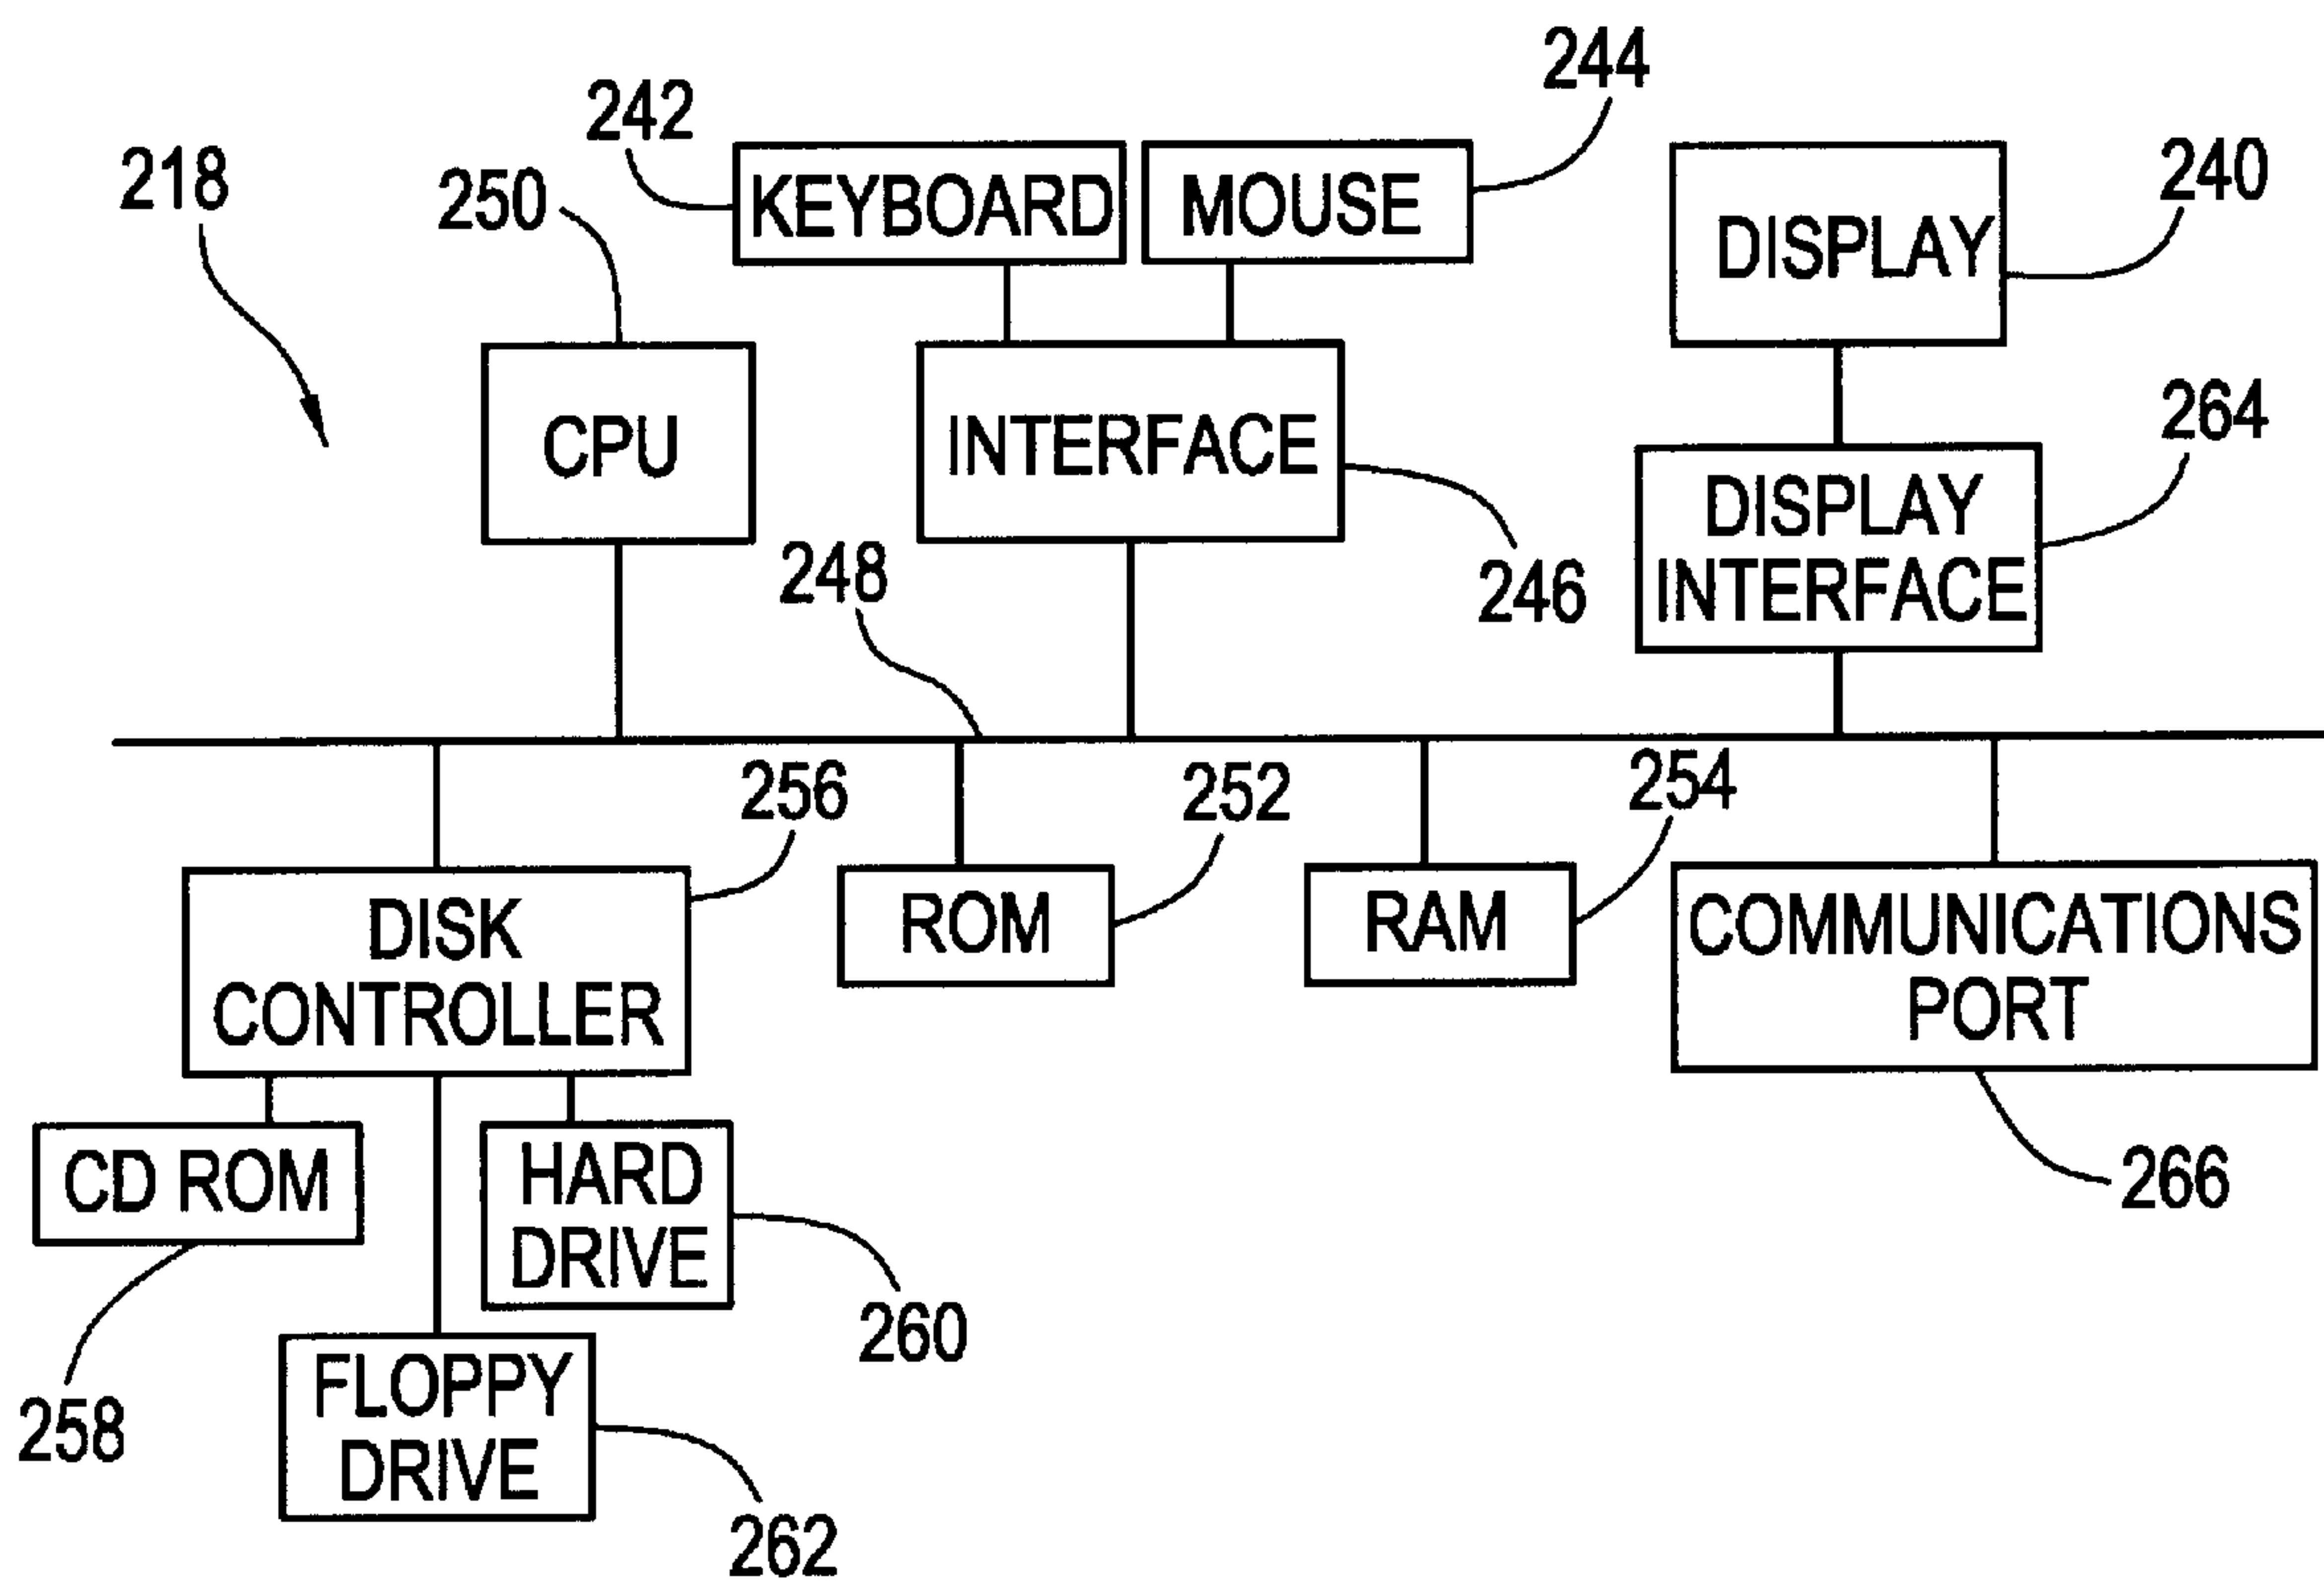 244
242
218
250
KEYBOARD
MOUSE
240
DISPLAY
264
CPU
INTERFACE
DISPLAY
INTERFACE
248
246
256
252
254
DISK
CONTROLLER
ROM
RAM
COMMUNICATIONS
PORT
CD ROM
HARD
DRIVE
266
260
258
FLOPPY
DRIVE
262